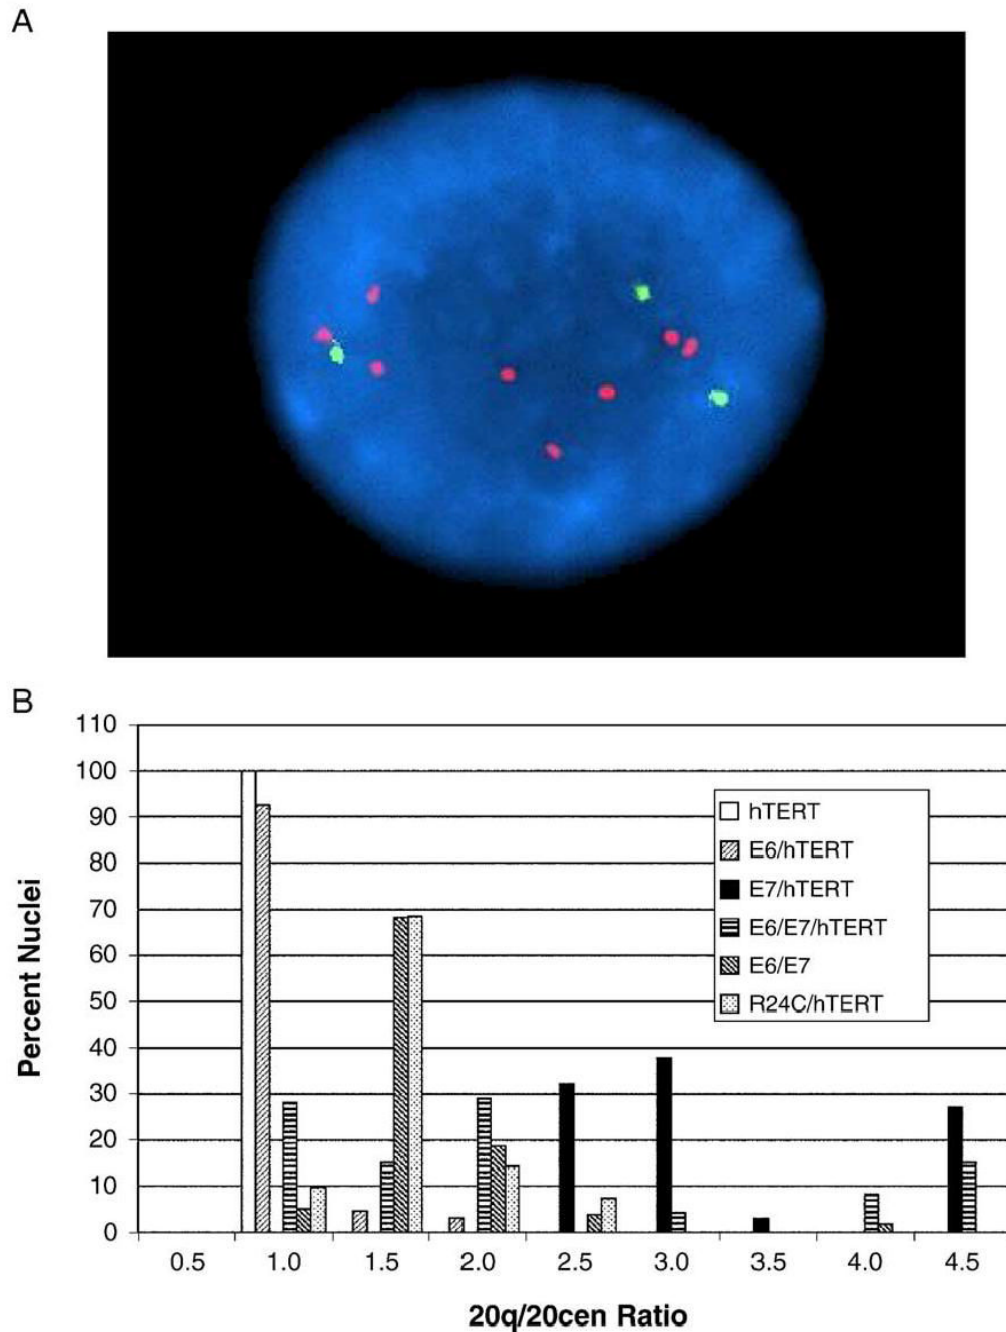 A
B
110
100
90
80
70
60
50
40
30
20
10
0
Percent Nuclei
hTERT
E6/hTERT
E7/hTERT
E6/E7/hTERT
E6/E7
R24C/hTERT
0.5 1.0 1.5 2.0 2.5 3.0 3.5 4.0 4.5
20q/20cen Ratio